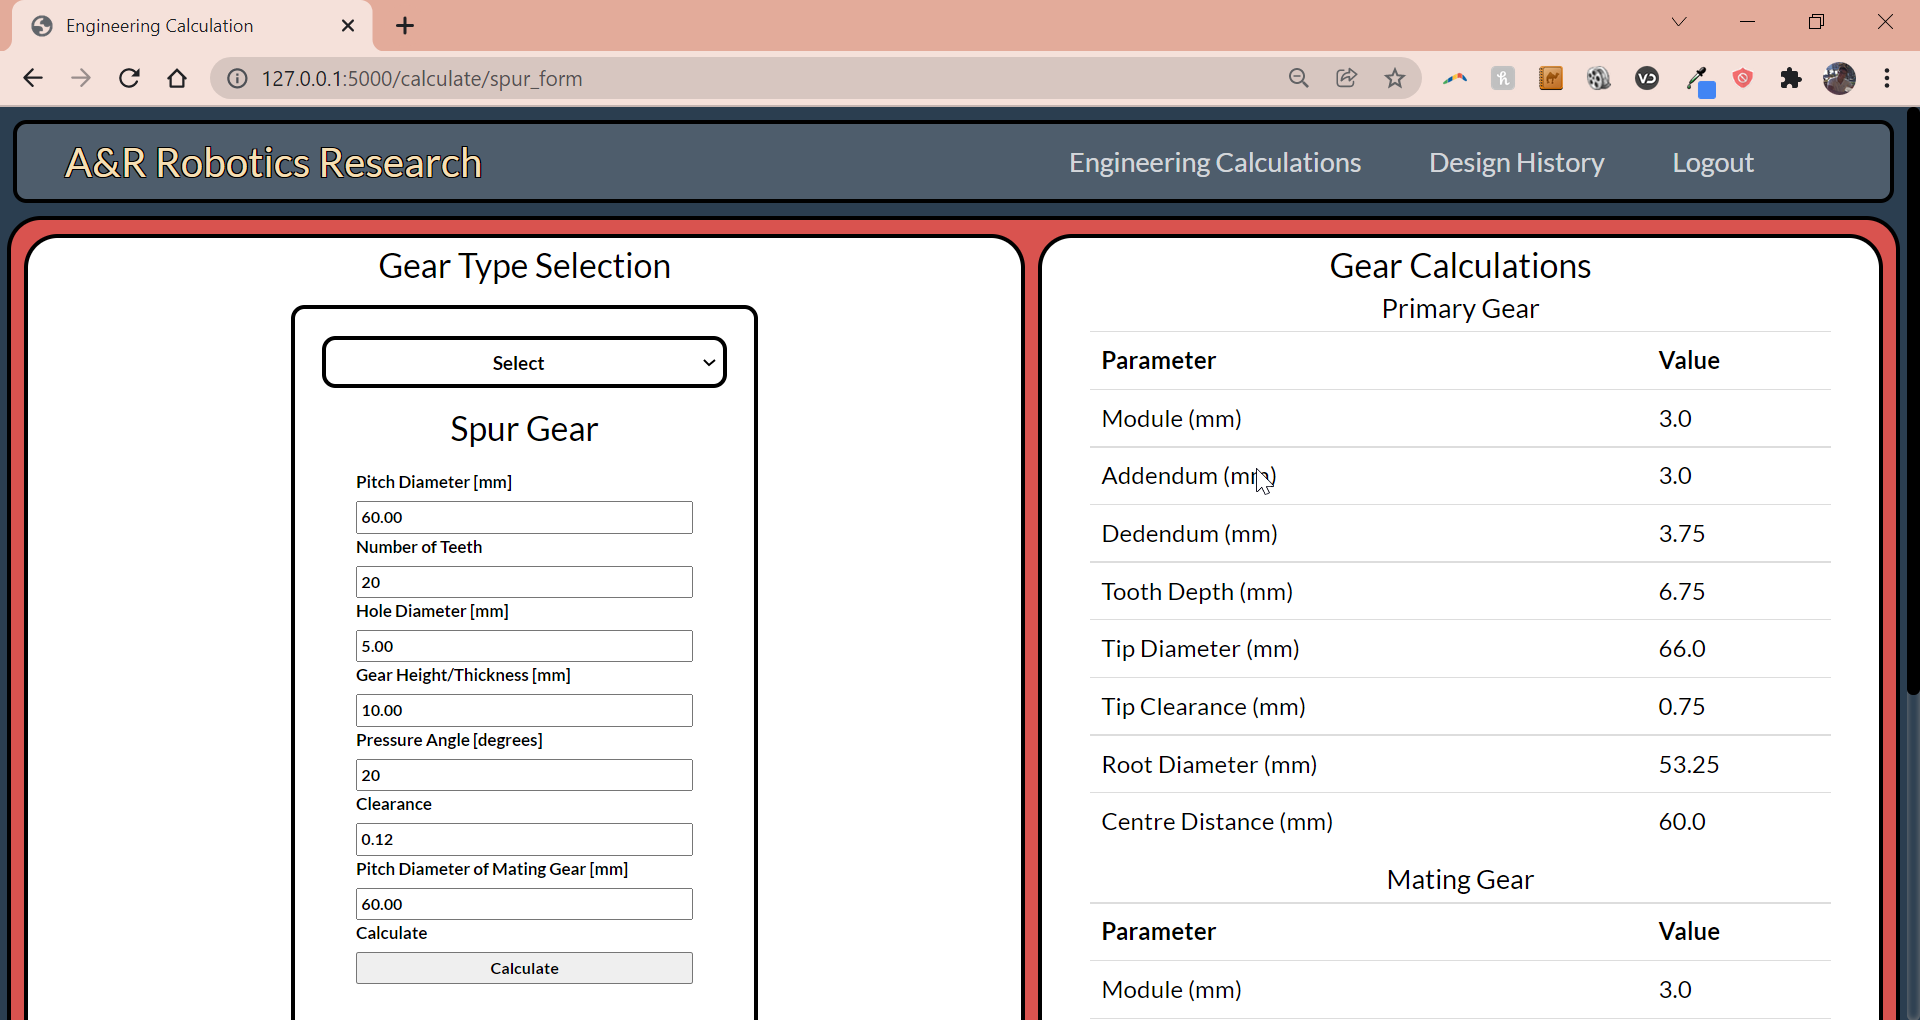 Engineering Calculation
127.0.0.1:5000/calculate/spur_form
A&R Robotics Research
Engineering Calculations
Design History
Logout
Gear Type Selection
Select
Spur Gear
Pitch Diameter [mm]
60.00
Number of Teeth
20
Hole Diameter [mm]
5.00
Gear Height/Thickness [mm]
10.00
Pressure Angle [degrees]
20
Clearance
0.12
Pitch Diameter of Mating Gear [mm]
60.00
Calculate
Calculate
Gear Calculations
Primary Gear
Parameter Value
Module (mm) 3.0
Addendum (mm) 3.0
Dedendum (mm) 3.75
Tooth Depth (mm) 6.75
Tip Diameter (mm) 66.0
Tip Clearance (mm) 0.75
Root Diameter (mm) 53.25
Centre Distance (mm) 60.0
Mating Gear
Parameter Value
Module (mm) 3.0